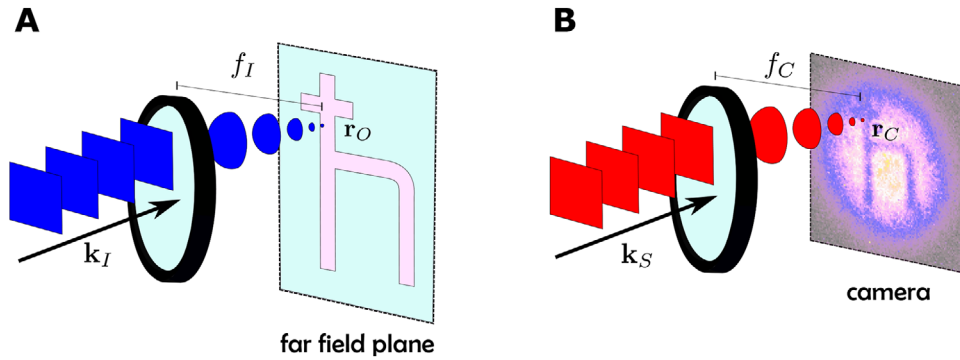 A
f_I
r_O
k_I
far field plane
B
f_C
r_C
k_S
camera